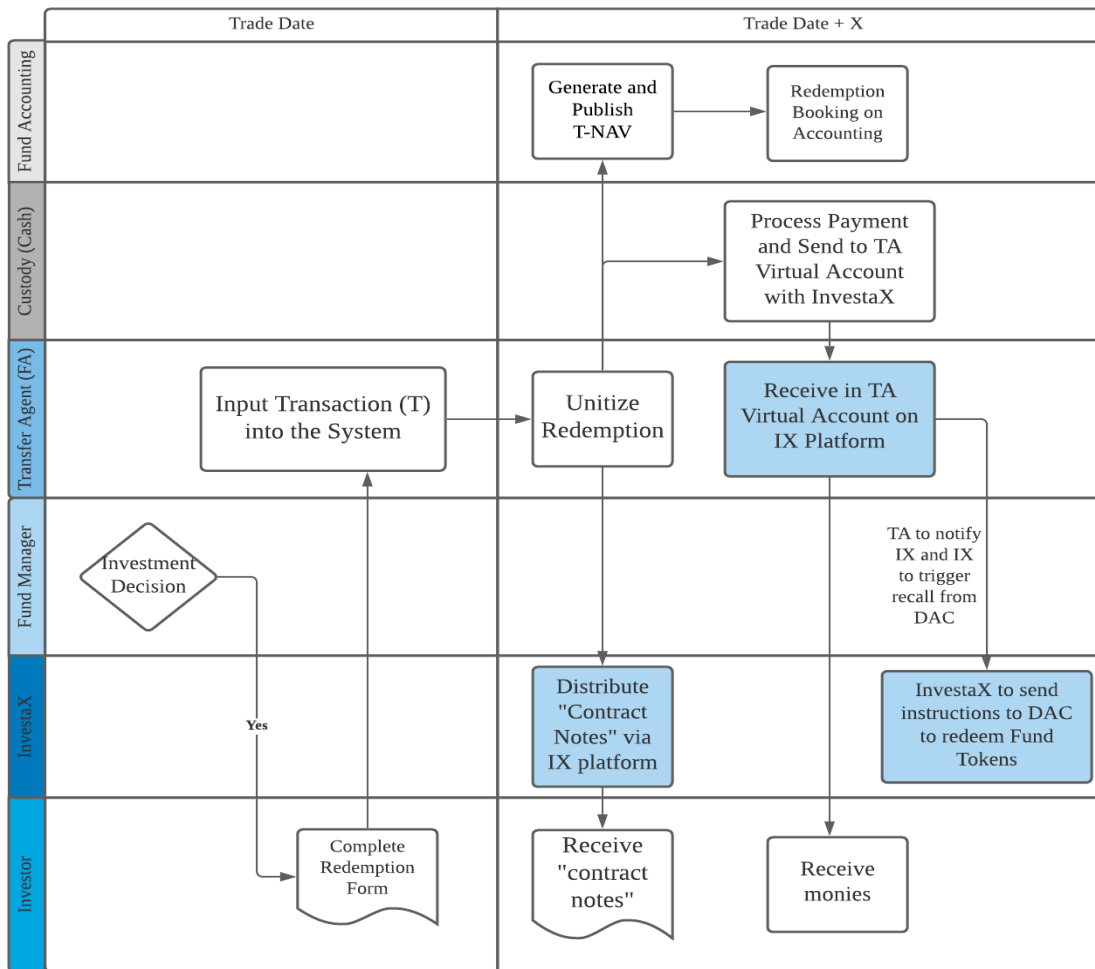 Trade Date
Trade Date + X
Fund Accounting
Generate and
Publish
T-NAV
Redemption
Booking on
Accounting
Custody (Cash)
Process Payment
and Send to TA
Virtual Account
with InvestaX
Transfer Agent (FA)
Input Transaction (T)
into the System
Unitize
Redemption
Receive in TA
Virtual Account on
IX Platform
Fund Manager
Investment
Decision
TA to notify
IX and IX
to trigger
recall from
DAC
InvestaX
Yes
Distribute
"Contract
Notes" via
IX platform
InvestaX to send
instructions to DAC
to redeem Fund
Tokens
Investor
Complete
Redemption
Form
Receive
"contract
notes"
Receive
monies